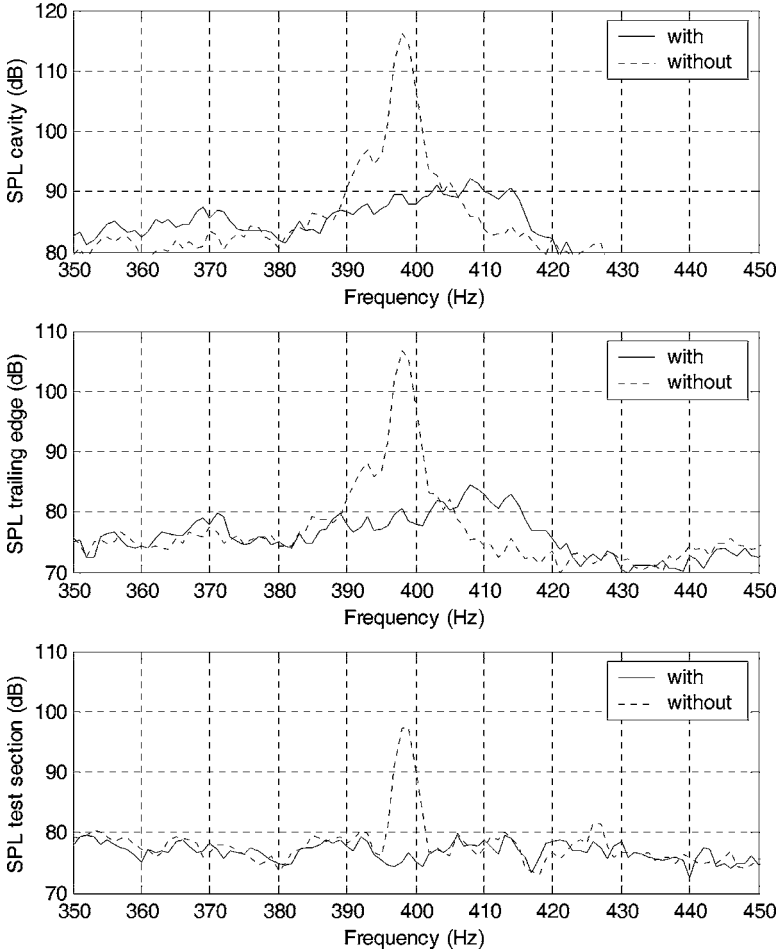 120
110
100
90
80
SPL cavity (dB)
with
without
350 360 370 380 390 400 410 420 430 440 450
Frequency (Hz)
110
100
90
80
70
SPL trailing edge (dB)
with
without
350 360 370 380 390 400 410 420 430 440 450
Frequency (Hz)
110
100
90
80
70
SPL test section (dB)
with
without
350 360 370 380 390 400 410 420 430 440 450
Frequency (Hz)